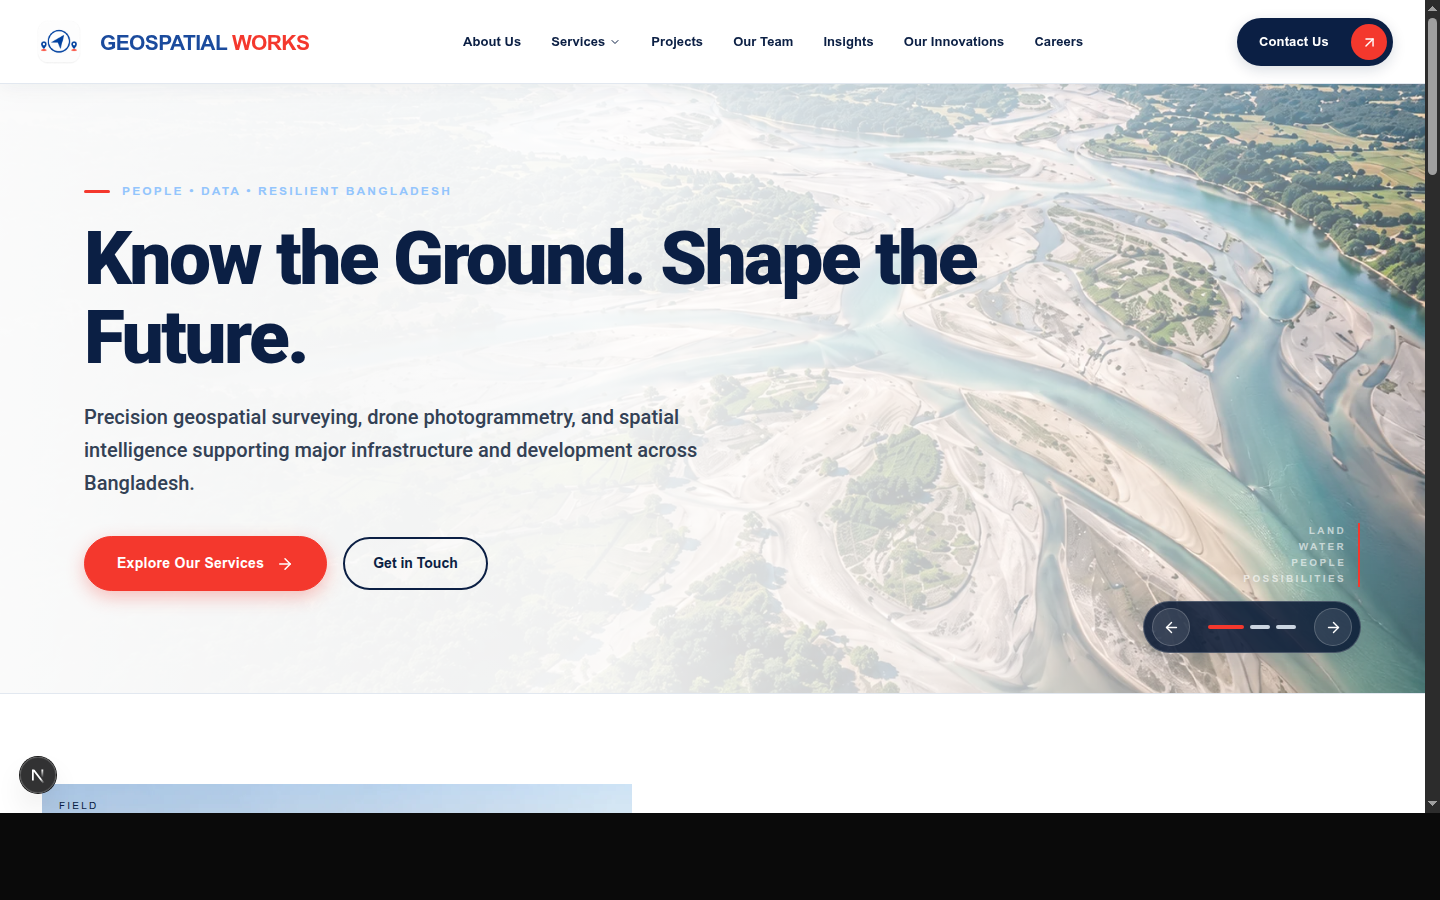 GEOSPATIAL WORKS
About Us
Services
Projects
Our Team
Insights
Our Innovations
Careers
Contact Us
PEOPLE • DATA • RESILIENT BANGLADESH
Know the Ground. Shape the
Future.
Precision geospatial surveying, drone photogrammetry, and spatial
intelligence supporting major infrastructure and development across
Bangladesh.
Explore Our Services
Get in Touch
LAND
WATER
PEOPLE
POSSIBILITIES
N
FIELD